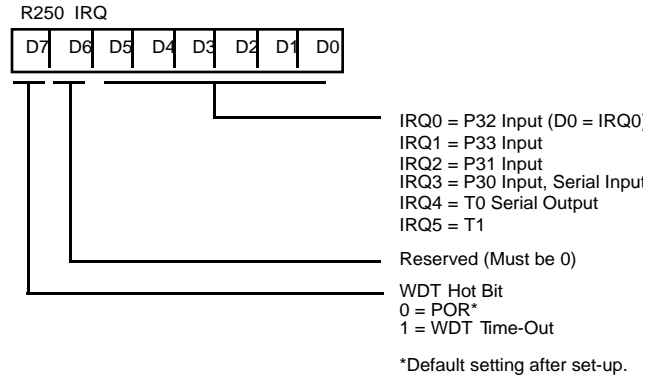 R250 IRQ
D7 D6 D5 D4 D3 D2 D1 D0
IRQ0 = P32 Input (D0 = IRQ0)
IRQ1 = P33 Input
IRQ2 = P31 Input
IRQ3 = P30 Input, Serial Input
IRQ4 = T0 Serial Output
IRQ5 = T1
Reserved (Must be 0)
WDT Hot Bit
0 = POR*
1 = WDT Time-Out
*Default setting after set-up.